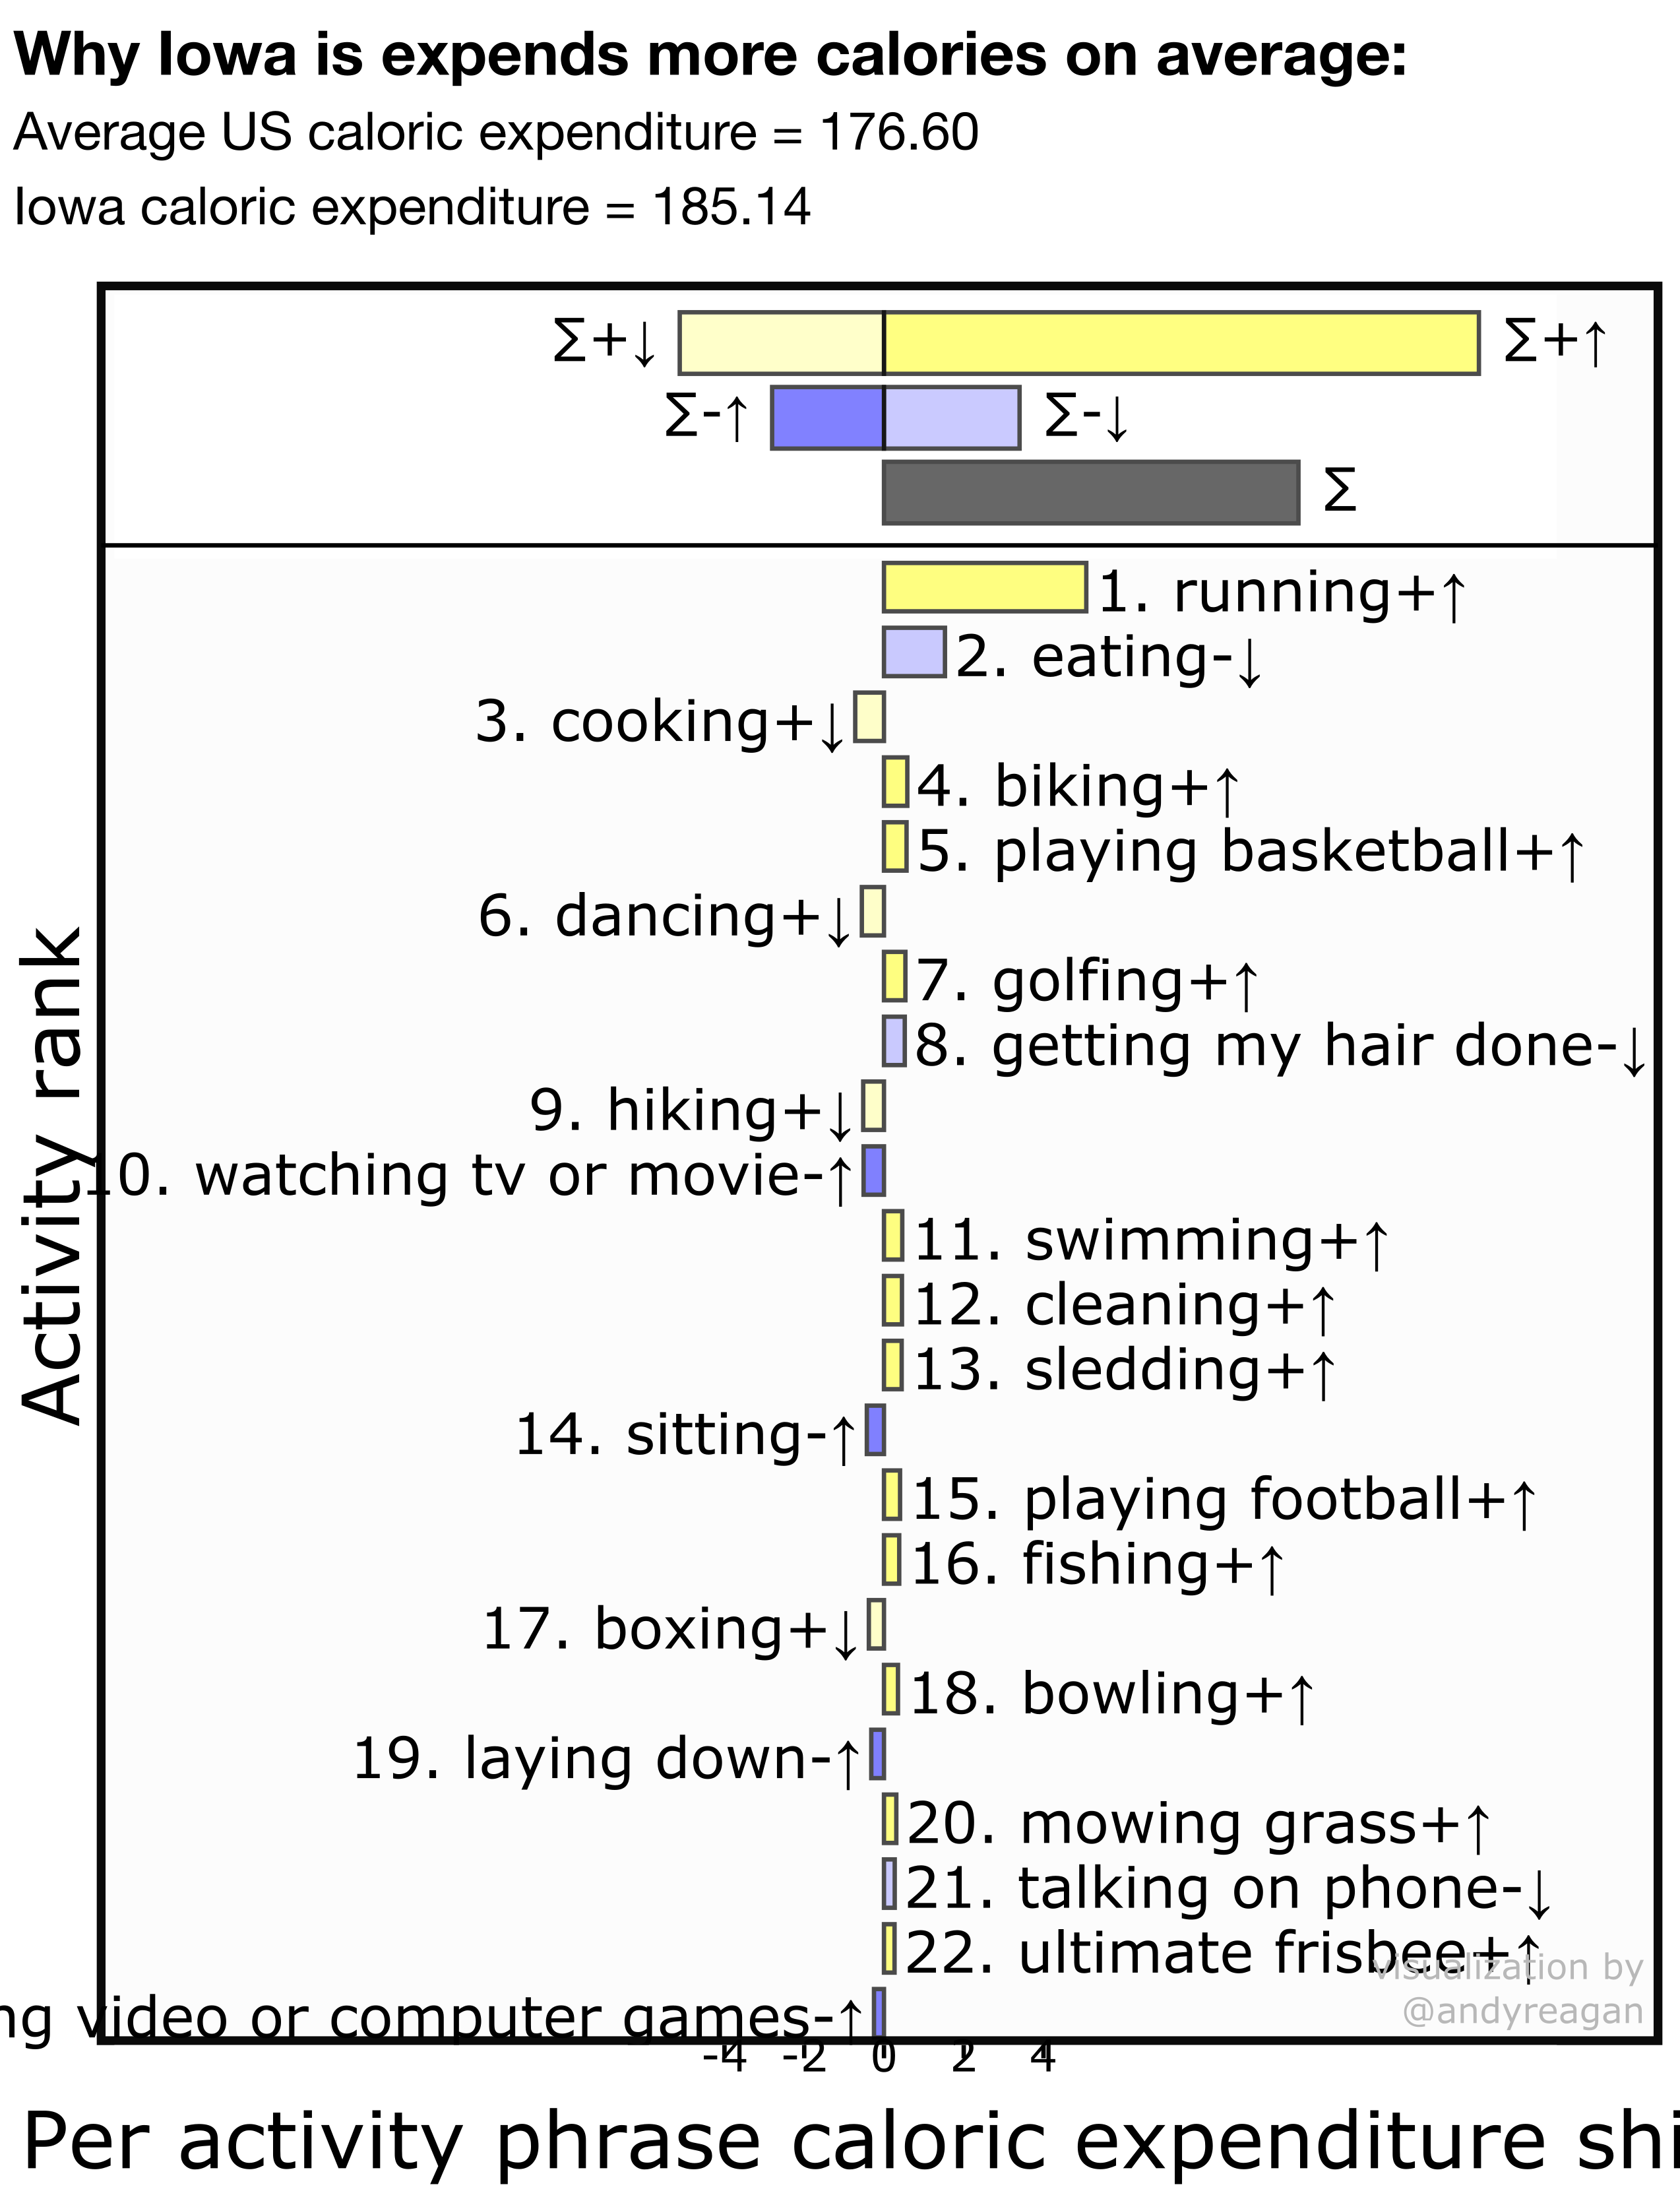 Why Iowa is expends more calories on average:
Average US caloric expenditure = 176.60
Iowa caloric expenditure = 185.14
Σ+↓ Σ+↑
Σ-↑ Σ-↓
Σ
1. running+↑
2. eating-↓
3. cooking+↓
4. biking+↑
5. playing basketball+↑
6. dancing+↓
7. golfing+↑
8. getting my hair done-↓
9. hiking+↓
10. watching tv or movie-↑
11. swimming+↑
12. cleaning+↑
13. sledding+↑
14. sitting-↑
15. playing football+↑
16. fishing+↑
17. boxing+↓
18. bowling+↑
19. laying down-↑
20. mowing grass+↑
21. talking on phone-↓
22. ultimate frisbee+↑
ng video or computer games-↑
visualization by
@andyreagan
Activity rank
-4 -2 0 2 4
Per activity phrase caloric expenditure shi